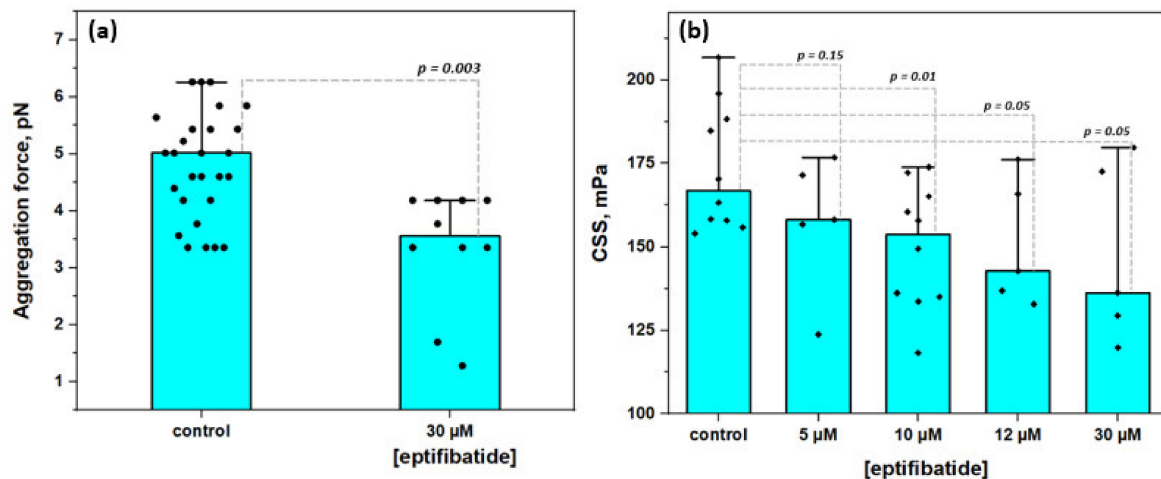 (a)
Aggregation force, pN
7
6
5
4
3
2
1
p = 0.003
control
30 µM
[eptifibatide]
(b)
CSS, mPa
200
175
150
125
100
p = 0.15
p = 0.01
p = 0.05
p = 0.05
control
5 µM
10 µM
12 µM
30 µM
[eptifibatide]